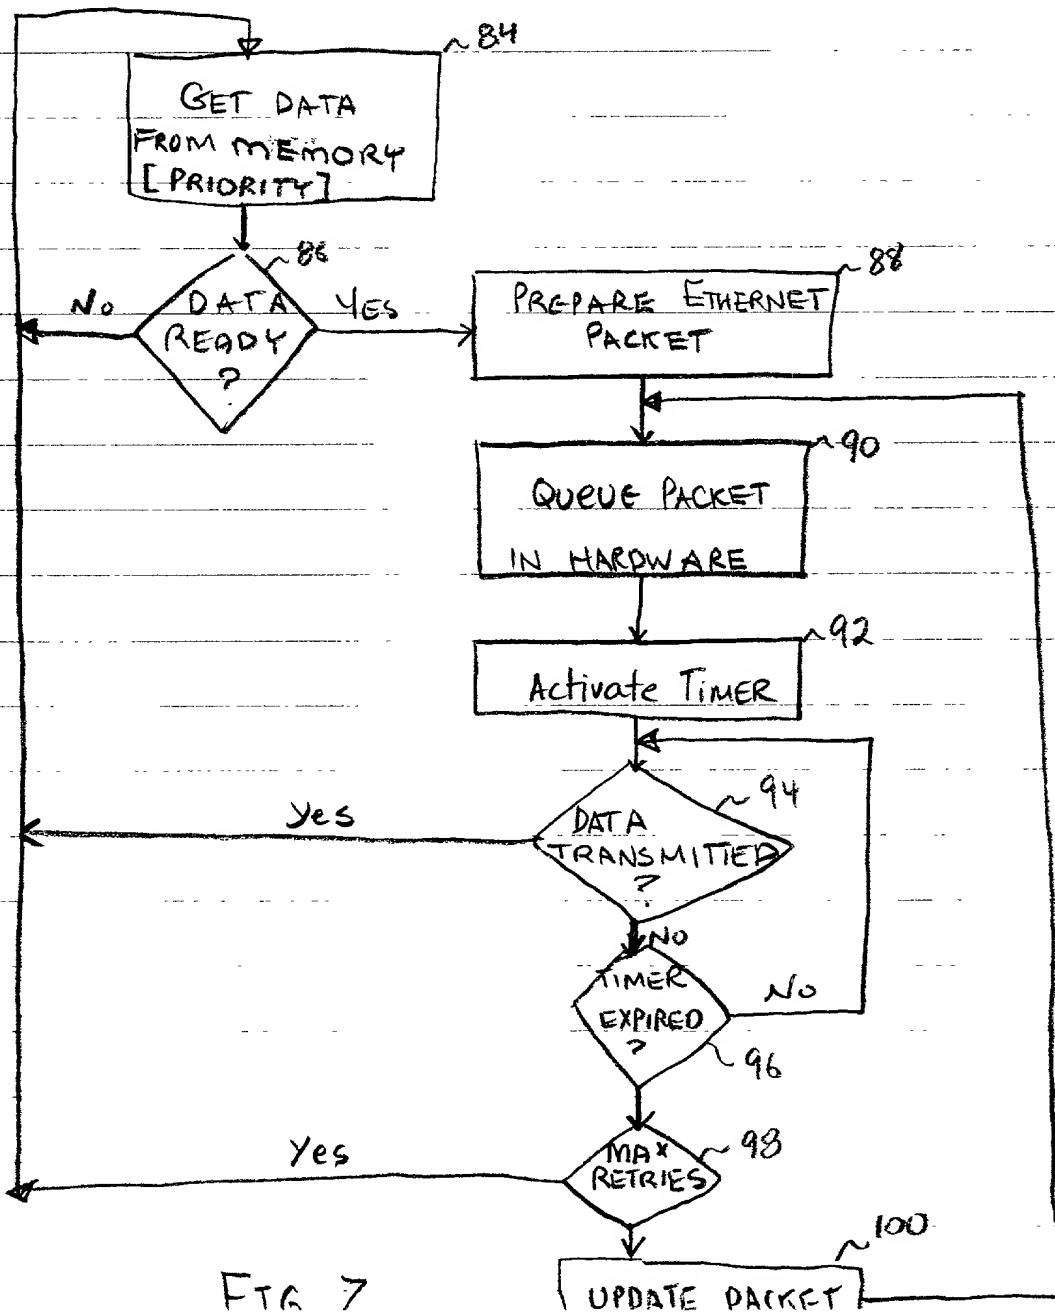 84
GET DATA
FROM MEMORY
[PRIORITY]
86
DATA
READY
?
No
YES
88
PREPARE ETHERNET
PACKET
90
QUEUE PACKET
IN HARDWARE
92
Activate TIMER
94
DATA
TRANSMITTED
?
Yes
No
TIMER
EXPIRED
?
No
96
98
MAX
RETRIES
Yes
100
UPDATE PACKET
FIG 7